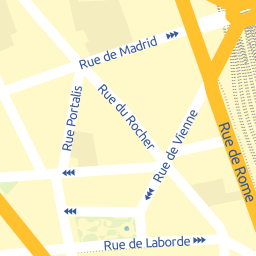 Rue de Madrid
Rue Portalis
Rue du Rocher
Rue de Vienne
Rue de Rome
Rue de Laborde